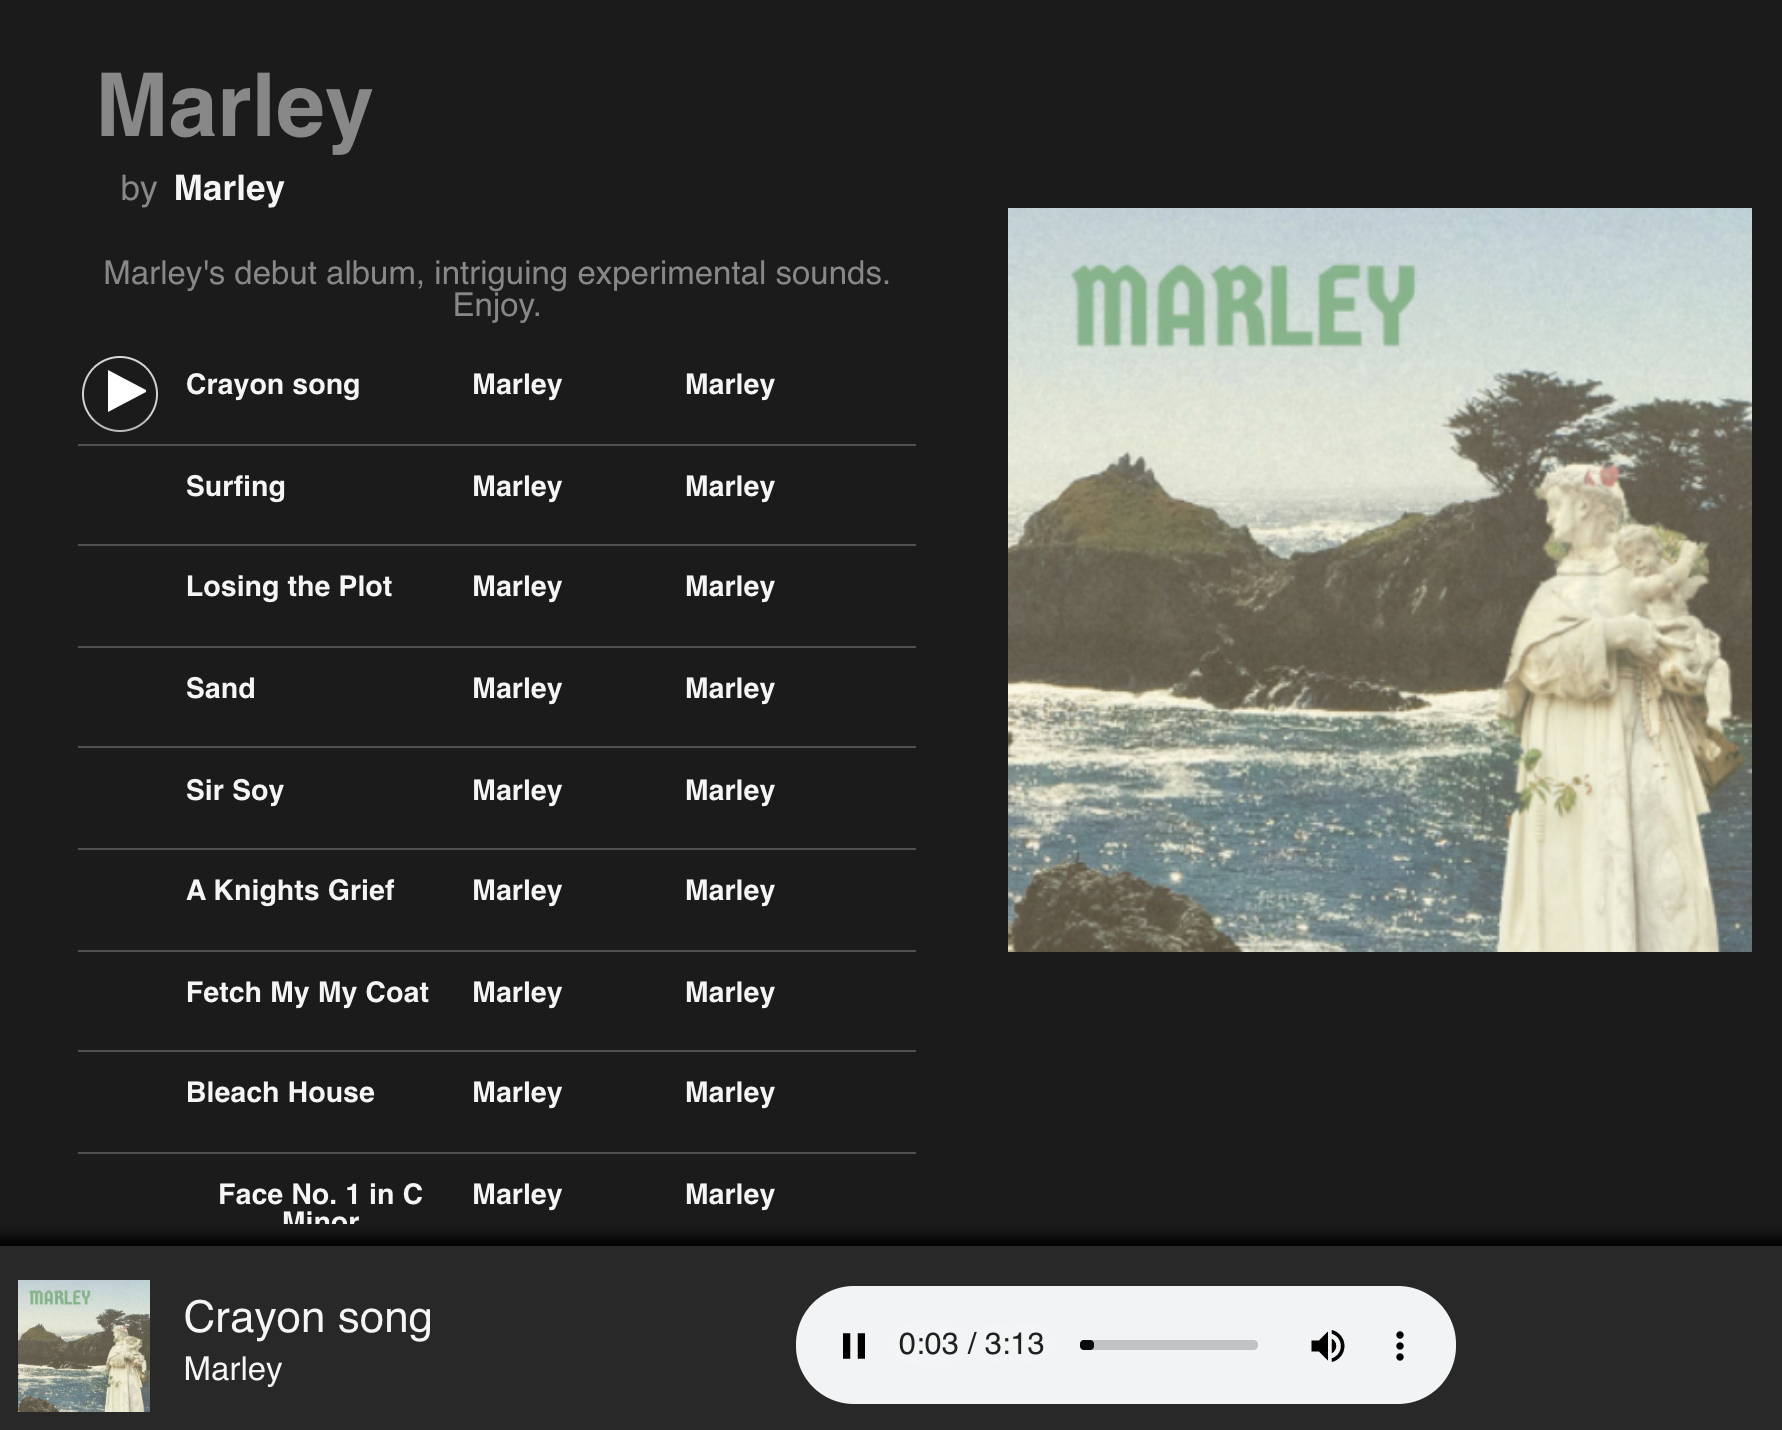 Marley
by Marley
Marley's debut album, intriguing experimental sounds.
Enjoy.
MARLEY
Crayon song Marley Marley
Surfing Marley Marley
Losing the Plot Marley Marley
Sand Marley Marley
Sir Soy Marley Marley
A Knights Grief Marley Marley
Fetch My My Coat Marley Marley
Bleach House Marley Marley
Face No. 1 in C Marley Marley
Minor
MARLEY
Crayon song
Marley
0:03 / 3:13